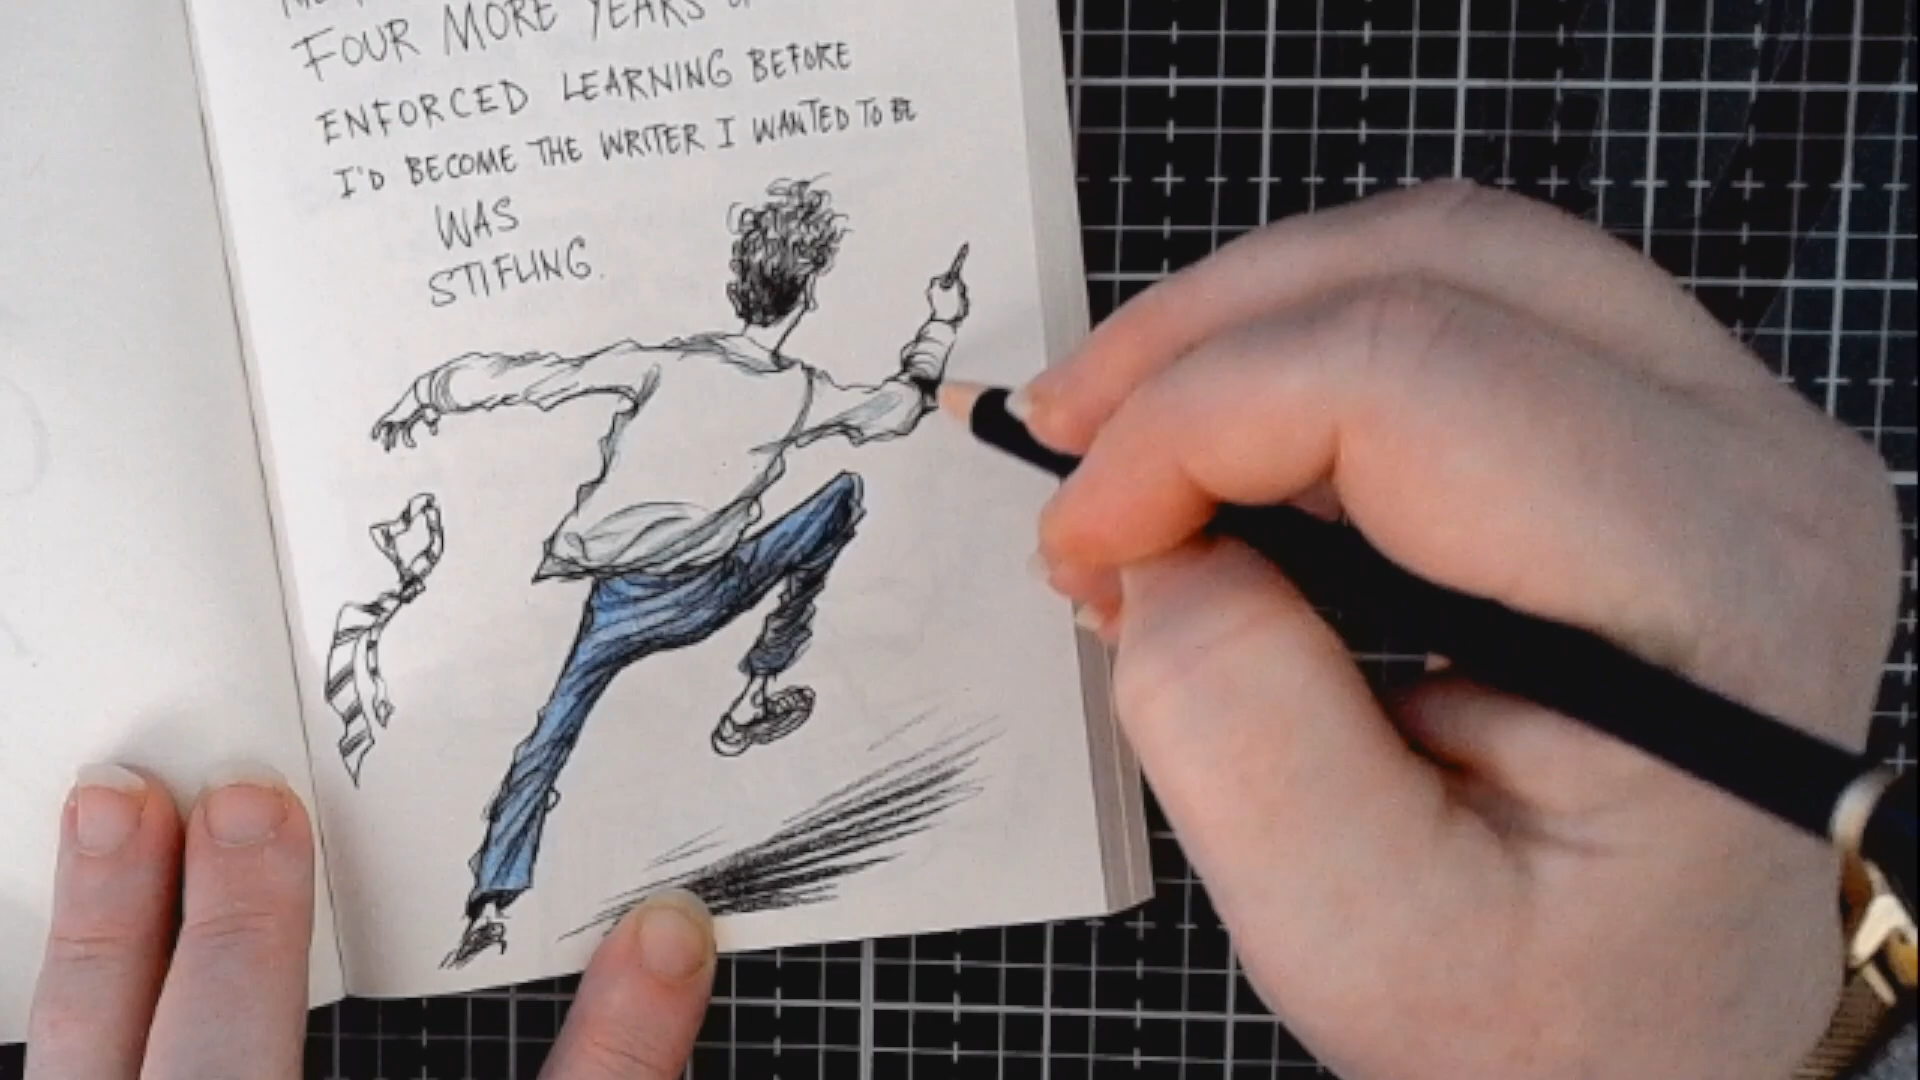 FOUR MORE YEARS
ENFORCED LEARNING BEFORE
I'D BECOME THE WRITER I WANTED TO BE
WAS
STIFLING.